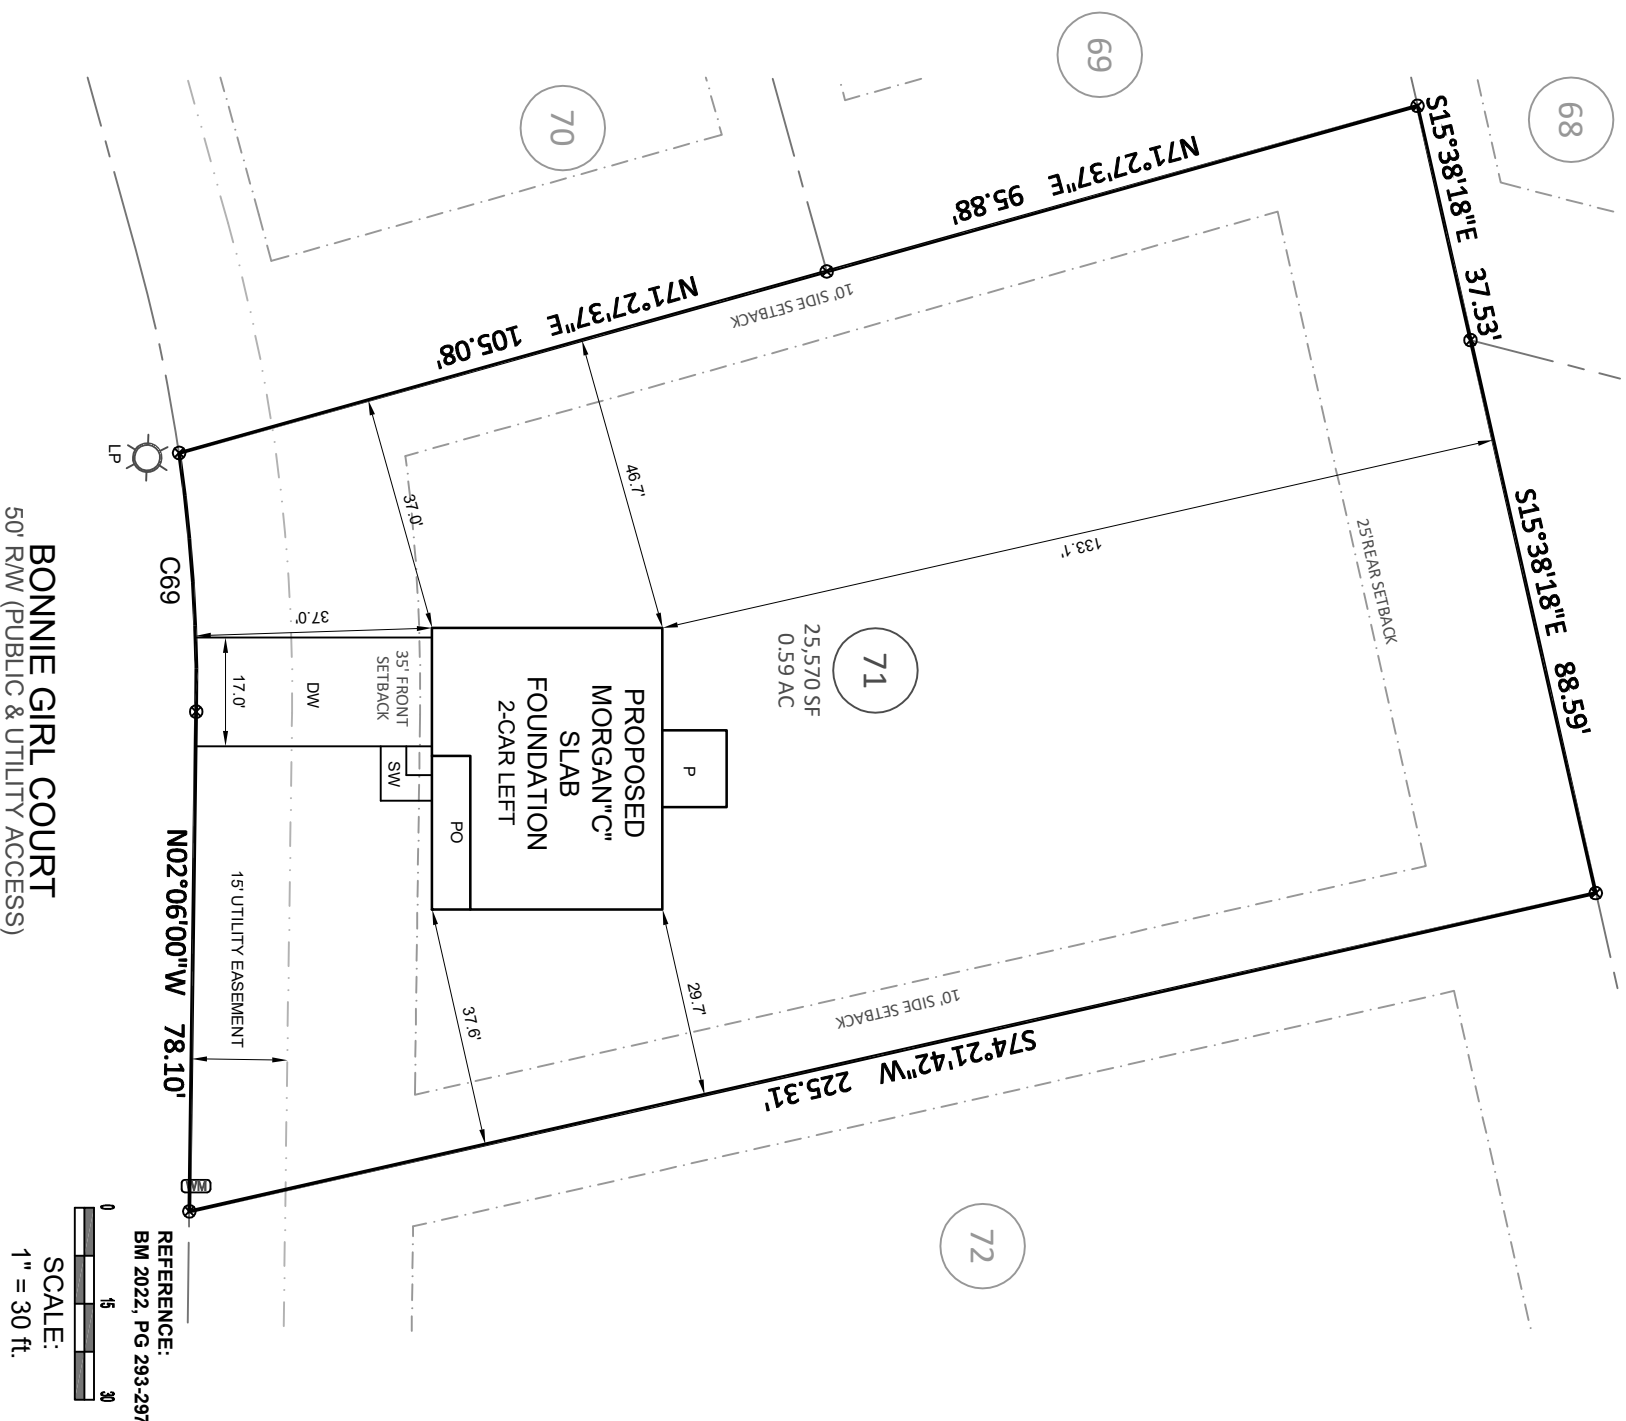 68
69
70
S15°38'18"E 37.53'
N71°27'37"E 95.88'
N71°27'37"E 105.08'
10' SIDE SETBACK
46.7'
37.0'
133.1'
25'REAR SETBACK
S15°38'18"E 88.59'
71
25,570 SF
0.59 AC
LP
C69
37.0'
17.0'
DW
35' FRONT
SETBACK
SW
PO
P
PROPOSED
MORGAN"C"
SLAB
FOUNDATION
2-CAR LEFT
29.7'
37.6'
10' SIDE SETBACK
S74°21'42"W 225.31'
15' UTILITY EASEMENT
N02°06'00"W 78.10'
WM
72
BONNIE GIRL COURT
50' R/W (PUBLIC & UTILITY ACCESS)
REFERENCE:
BM 2022, PG 293-297
0 15 30
SCALE:
1" = 30 ft.